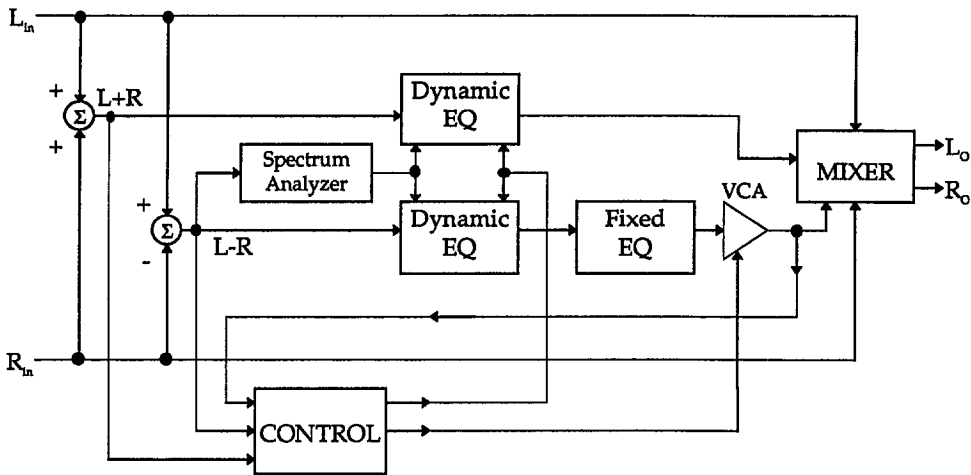 L_in
+
Σ
+
L+R
Dynamic
EQ
Spectrum
Analyzer
MIXER
L_O
R_O
VCA
+
Σ
-
L-R
Dynamic
EQ
Fixed
EQ
R_in
CONTROL